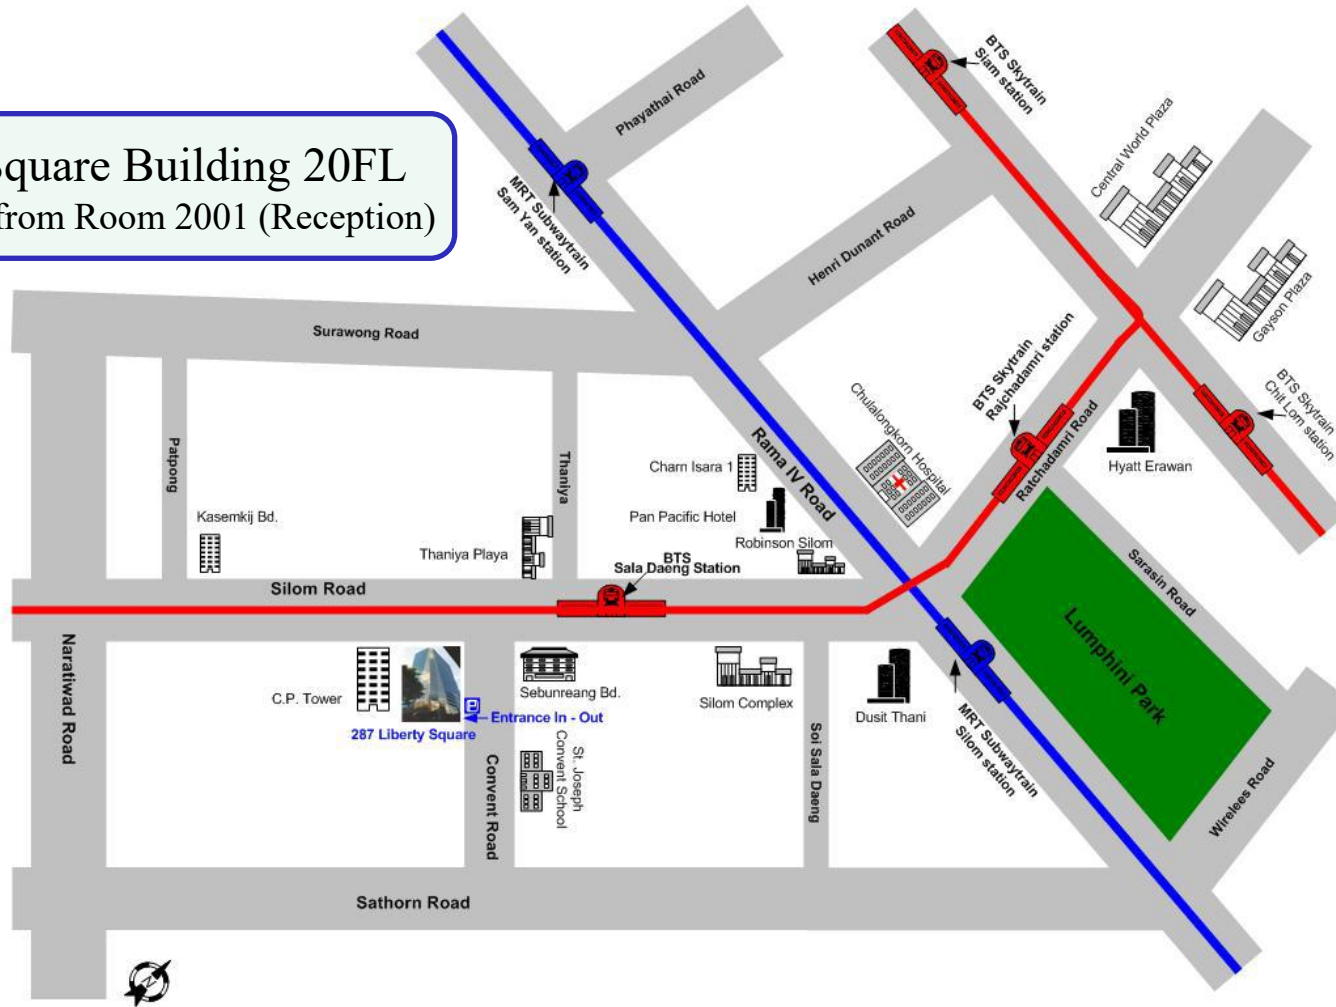 quare Building 20FL
from Room 2001 (Reception)
BTS Skytrain
Siam station
Phayathai Road
Central World Plaza
MRT Subwaytrain
Sam Yan station
Henri Dunant Road
Gayson Plaza
Surawong Road
BTS Skytrain
Rajchadamri station
BTS Skytrain
Chit Lom station
Chulalongkorn Hospital
Ratchadamri Road
Hyatt Erawan
Patpong
Thaniya
Charn Isara 1
Rama IV Road
Kasemkij Bd.
Pan Pacific Hotel
Robinson Silom
Thaniya Playa
BTS
Sala Daeng Station
Sarasin Road
Silom Road
Lumphini Park
Naratiwad Road
C.P. Tower
Sebunreang Bd.
Silom Complex
Dusit Thani
P
Entrance In - Out
287 Liberty Square
MRT Subwaytrain
Silom station
St. Joseph
Convent School
Convent Road
Soi Sala Daeng
Wirelees Road
Sathorn Road
N